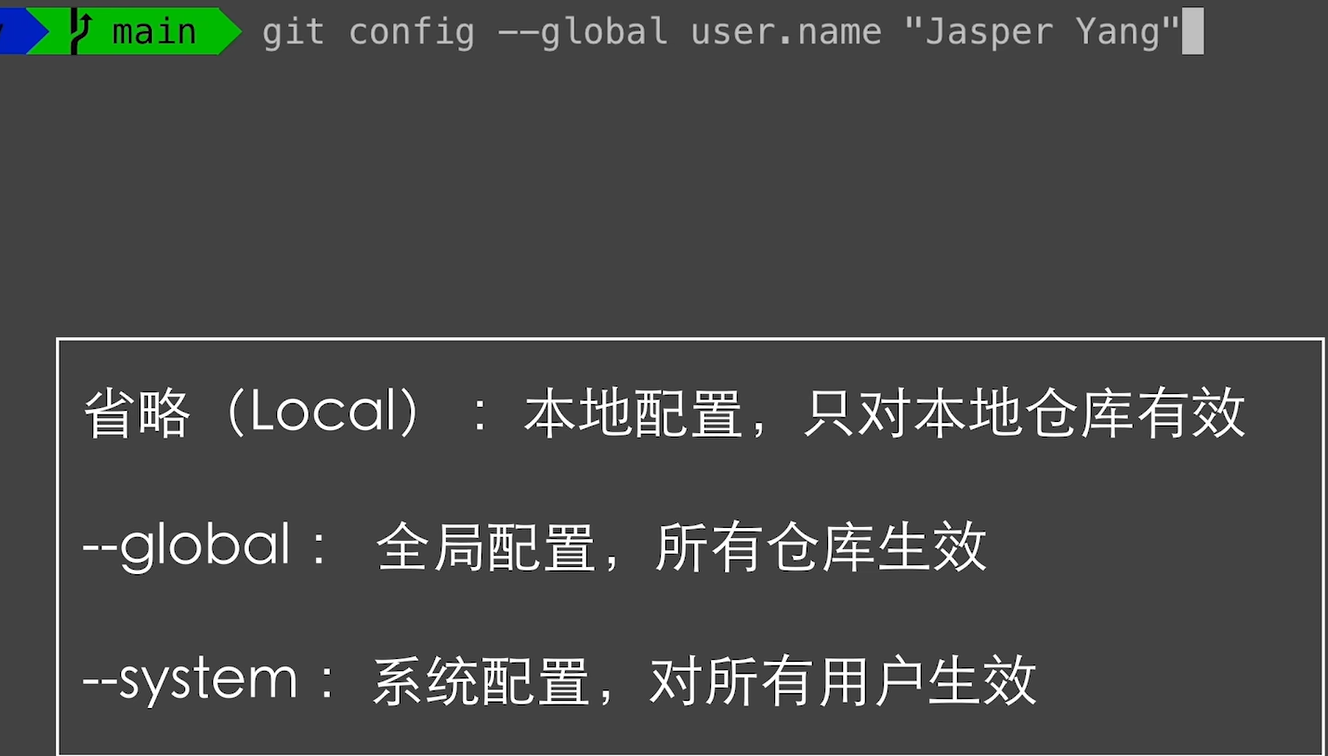 main git config --global user.name "Jasper Yang"
省略（Local）：本地配置，只对本地仓库有效
--global： 全局配置，所有仓库生效
--system：系统配置，对所有用户生效